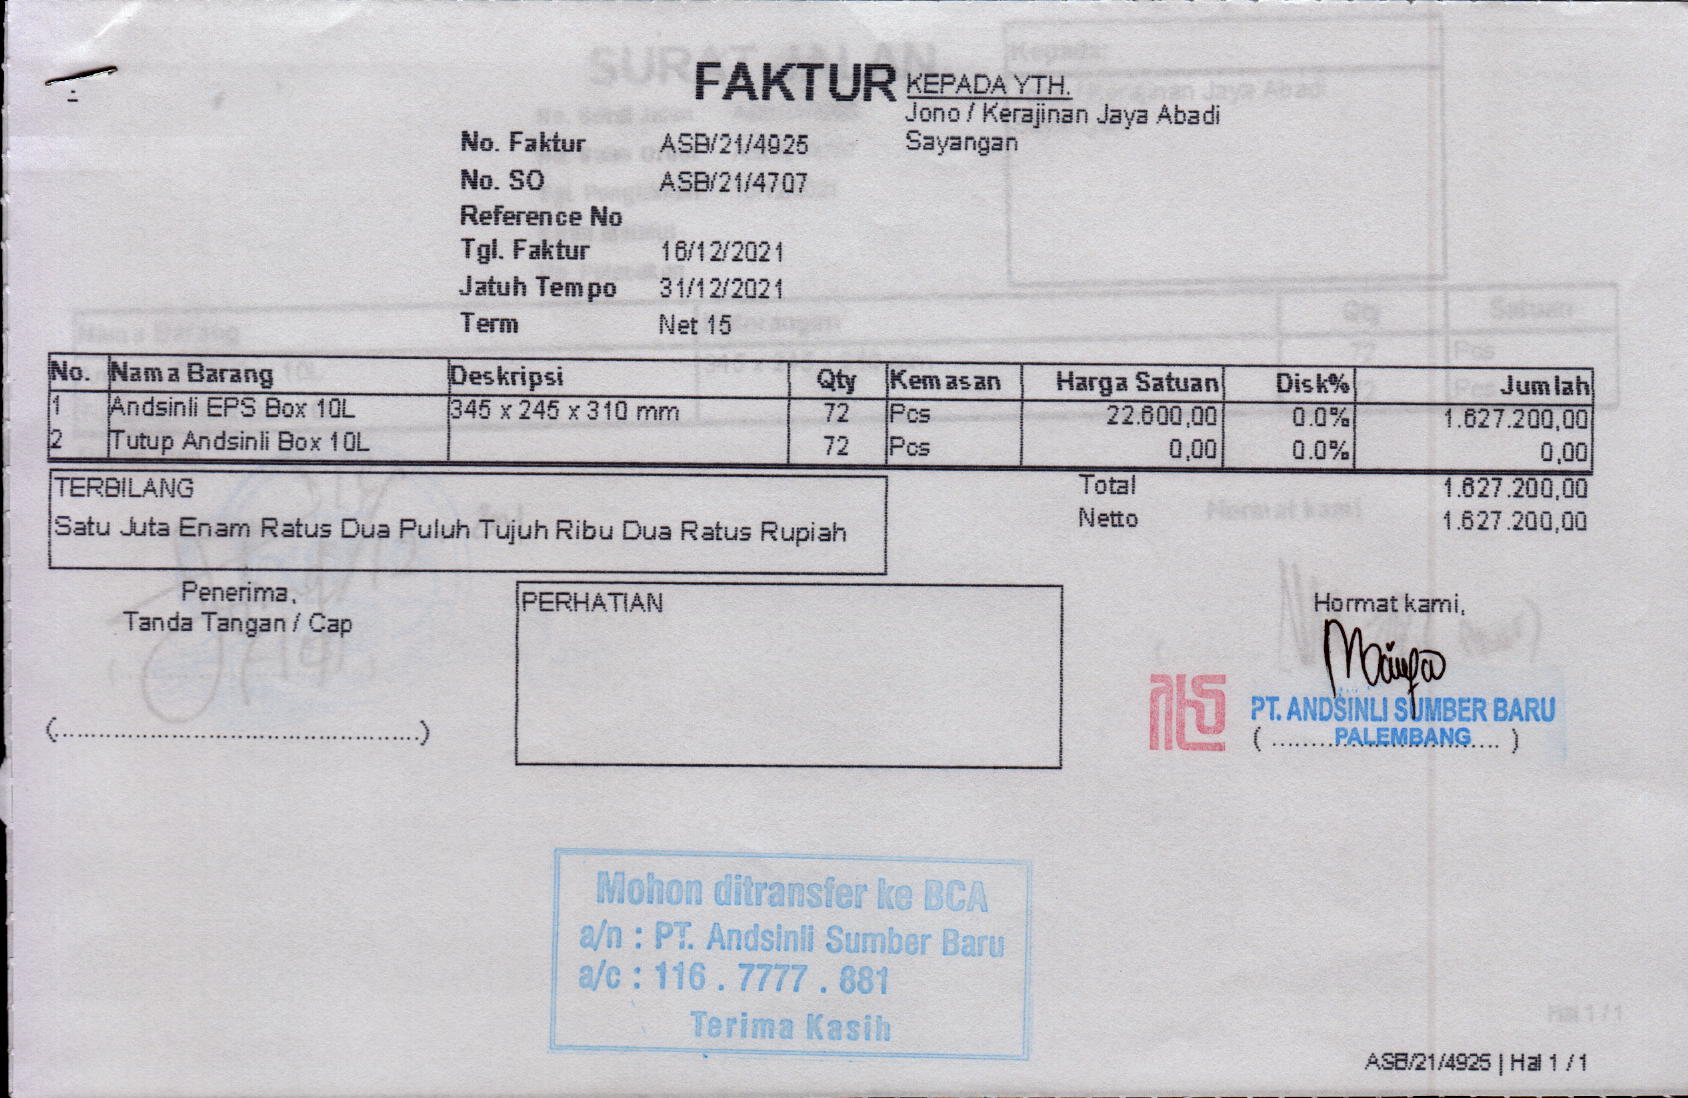 FAKTUR
KEPADA YTH.
Jono / Kerajinan Jaya Abadi
Sayangan
No. Faktur ASB/21/4925
No. SO ASB/21/4707
Reference No
Tgl. Faktur 16/12/2021
Jatuh Tempo 31/12/2021
Term Net 15
No. Nama Barang Deskripsi Qty Kemasan Harga Satuan Disk% Jumlah
1 Andsinli EPS Box 10L 345 x 245 x 310 mm 72 Pcs 22.600,00 0.0% 1.627.200,00
2 Tutup Andsinli Box 10L 72 Pcs 0,00 0.0% 0,00
TERBILANG
Satu Juta Enam Ratus Dua Puluh Tujuh Ribu Dua Ratus Rupiah
Total 1.627.200,00
Netto 1.627.200,00
Penerima,
Tanda Tangan / Cap
(................................................)
PERHATIAN
Hormat kami,
PT. ANDSINLI SUMBER BARU
PALEMBANG
Mohon ditransfer ke BCA
a/n : PT. Andsinli Sumber Baru
a/c : 116 . 7777 . 881
Terima Kasih
ASB/21/4925 | Hal 1 / 1